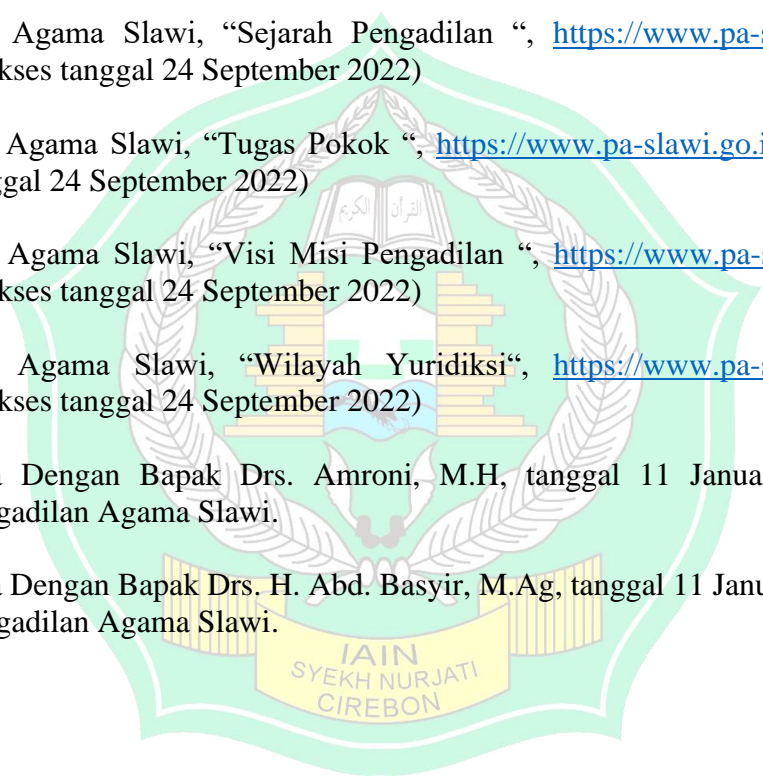 Agama Slawi, “Sejarah Pengadilan “, https://www.pa-s
kses tanggal 24 September 2022)
Agama Slawi, “Tugas Pokok “, https://www.pa-slawi.go.i
ggal 24 September 2022)
Agama Slawi, “Visi Misi Pengadilan “, https://www.pa-s
kses tanggal 24 September 2022)
Agama Slawi, “Wilayah Yuridiksi“, https://www.pa-s
kses tanggal 24 September 2022)
a Dengan Bapak Drs. Amroni, M.H, tanggal 11 Janua
gadilan Agama Slawi.
a Dengan Bapak Drs. H. Abd. Basyir, M.Ag, tanggal 11 Janu
gadilan Agama Slawi.
القرآن الكريم
IAIN
SYEKH NURJATI
CIREBON